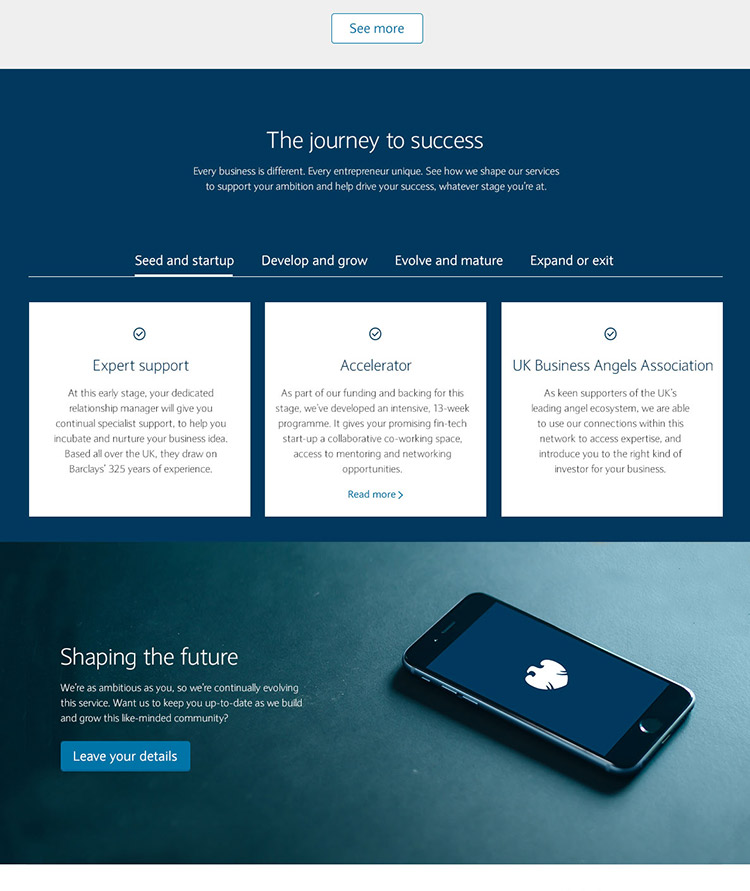 See more
The journey to success
Every business is different. Every entrepreneur unique. See how we shape our services
to support your ambition and help drive your success, whatever stage you're at.
Seed and startup
Develop and grow
Evolve and mature
Expand or exit
Expert support
At this early stage, your dedicated
relationship manager will give you
continual specialist support, to help you
incubate and nurture your business idea.
Based all over the UK, they draw on
Barclays' 325 years of experience.
Accelerator
As part of our funding and backing for this
stage, we've developed an intensive, 13-week
programme. It gives your promising fin-tech
start-up a collaborative co-working space,
access to mentoring and networking
opportunities.
Read more
UK Business Angels Association
As keen supporters of the UK's
leading angel ecosystem, we are able
to use our connections within this
network to access expertise, and
introduce you to the right kind of
investor for your business.
Shaping the future
We're as ambitious as you, so we're continually evolving
this service. Want us to keep you up-to-date as we build
and grow this like-minded community?
Leave your details